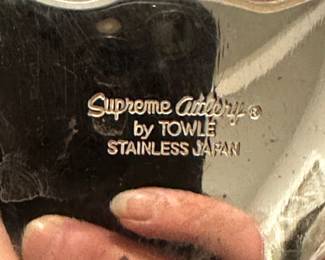 Supreme Cutlery®
by TOWLE
STAINLESS JAPAN